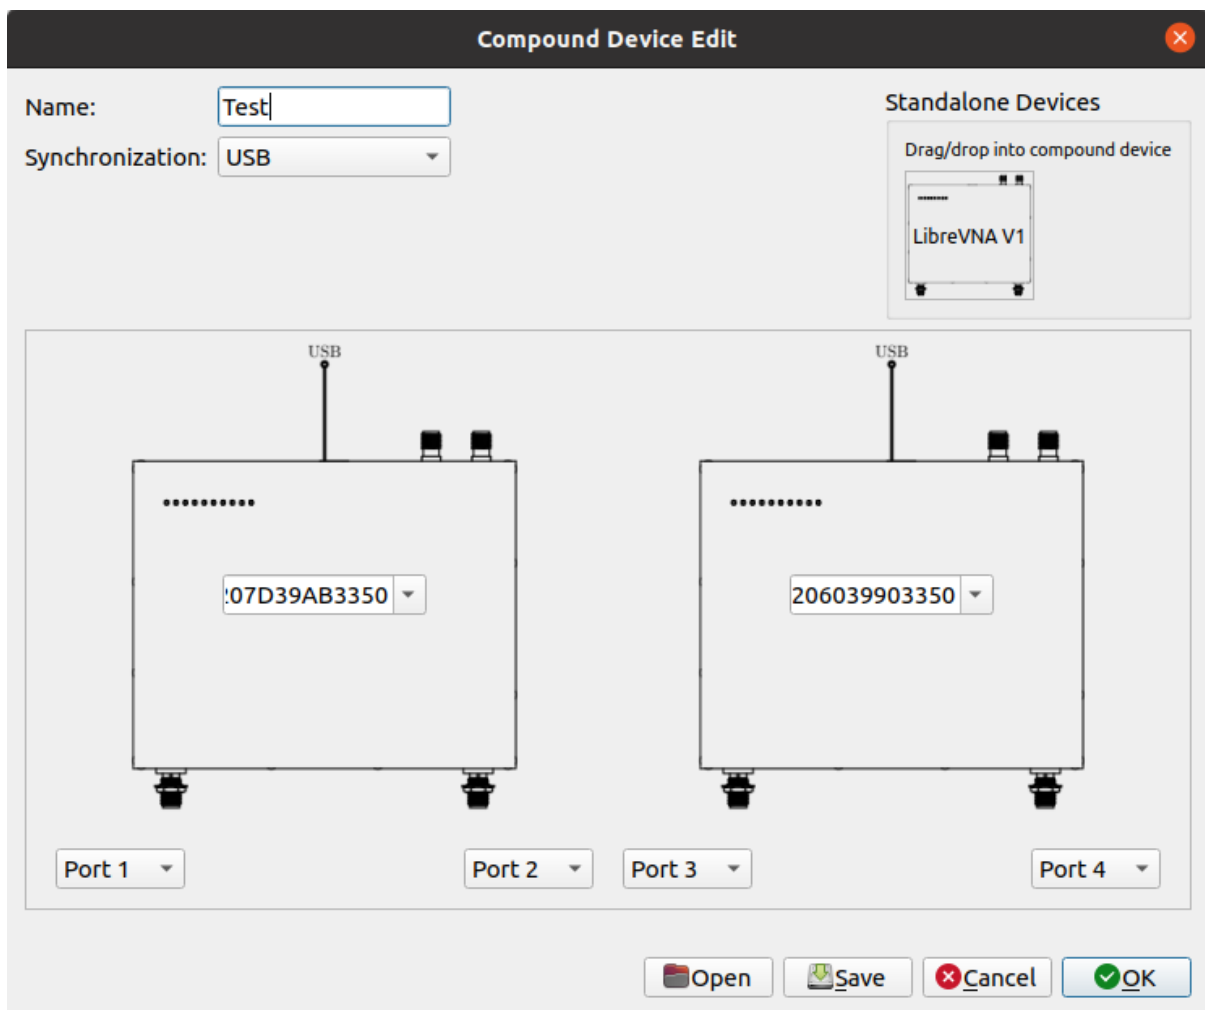 Compound Device Edit
Name: Test
Standalone Devices
Synchronization: USB
Drag/drop into compound device
LibreVNA V1
USB USB
:07D39AB3350 206039903350
Port 1 Port 2 Port 3 Port 4
Open Save Cancel OK